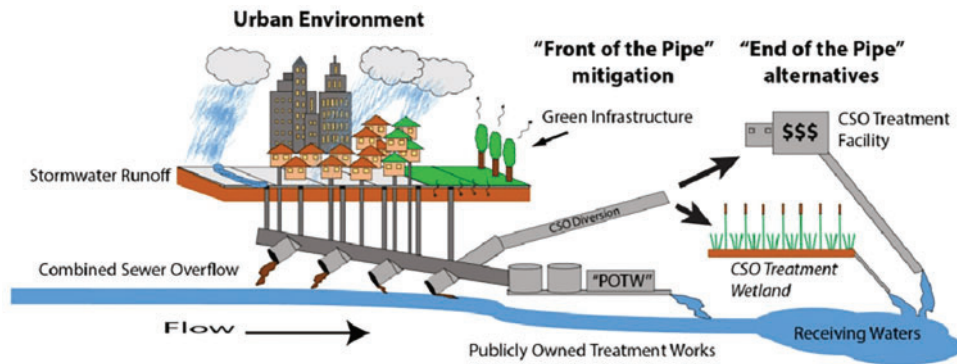 Urban Environment
"Front of the Pipe"
mitigation
"End of the Pipe"
alternatives
Green Infrastructure
$$$
CSO Treatment
Facility
Stormwater Runoff
CSO Diversion
Combined Sewer Overflow
"POTW"
CSO Treatment
Wetland
Flow
Publicly Owned Treatment Works
Receiving Waters